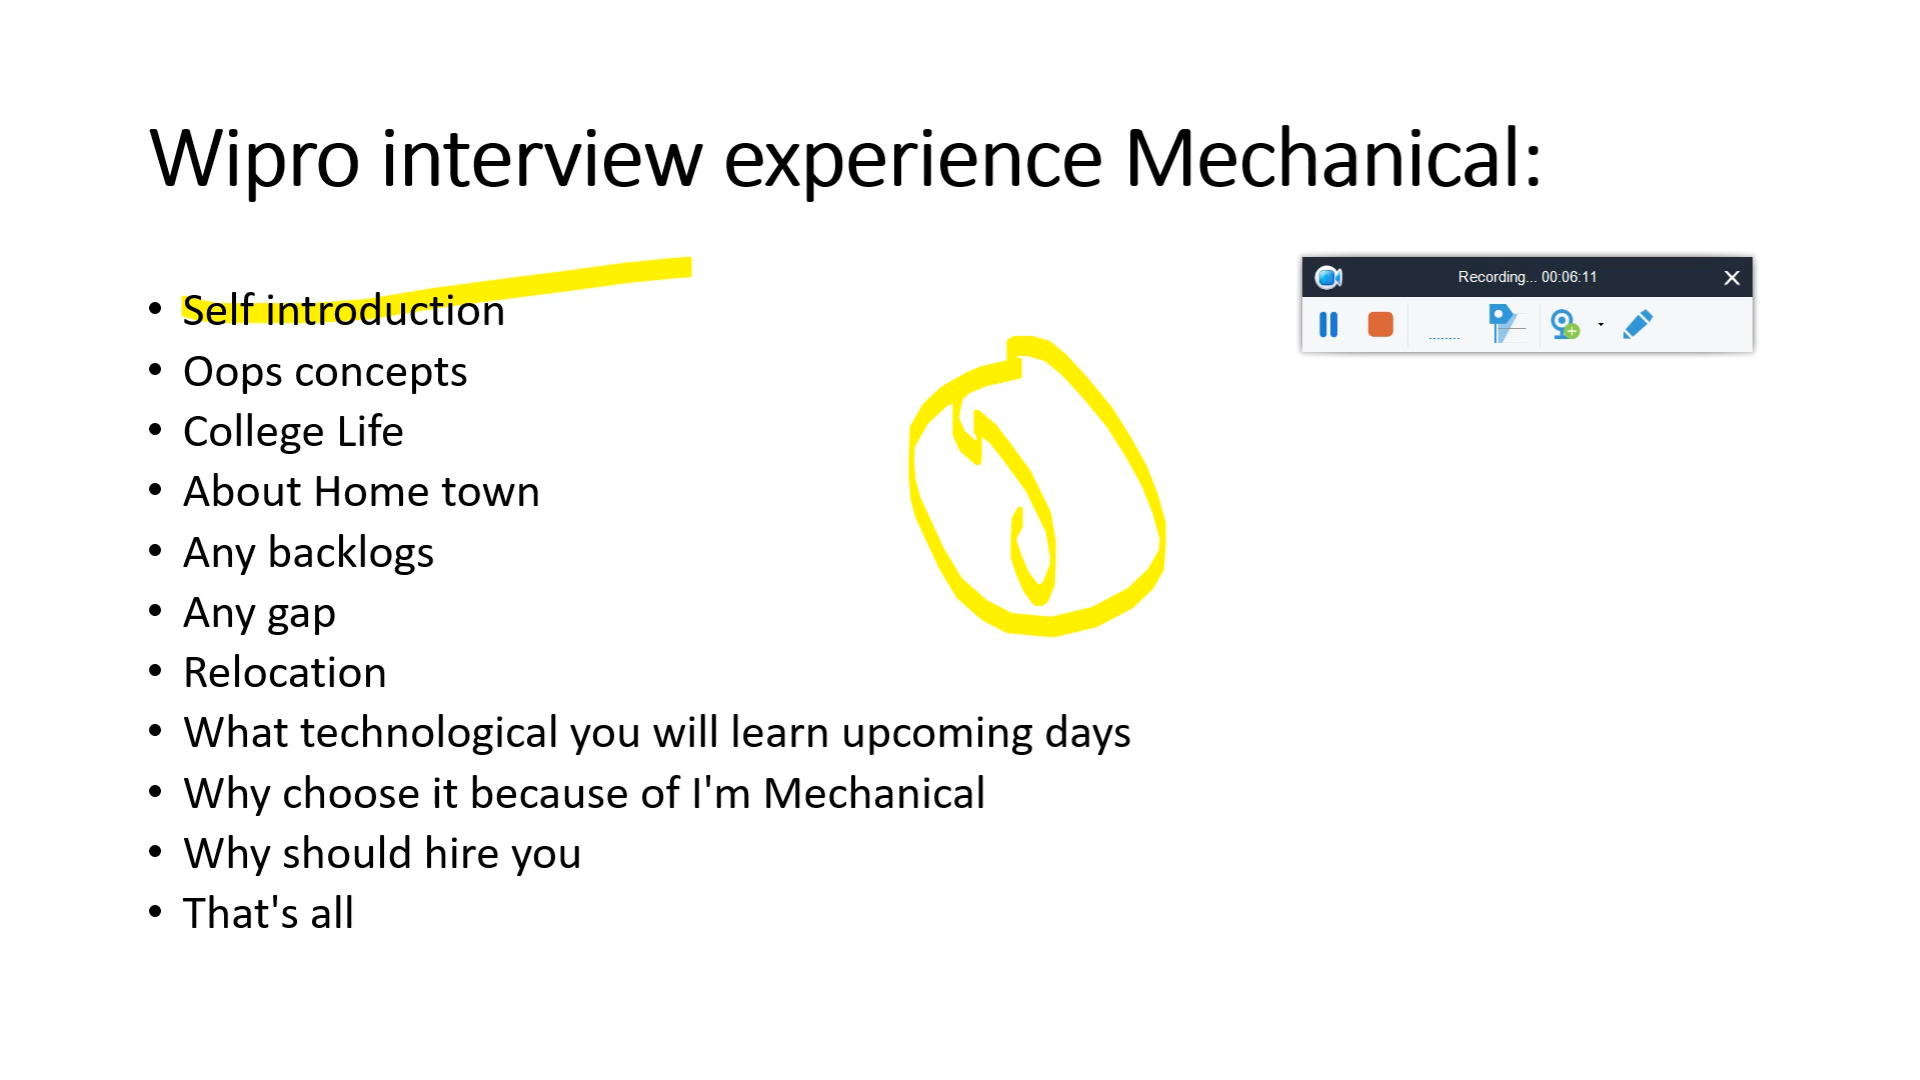 Wipro interview experience Mechanical:
• Self introduction
Recording... 00:06:11
• Oops concepts
• College Life
• About Home town
• Any backlogs
• Any gap
• Relocation
• What technological you will learn upcoming days
• Why choose it because of I'm Mechanical
• Why should hire you
• That's all